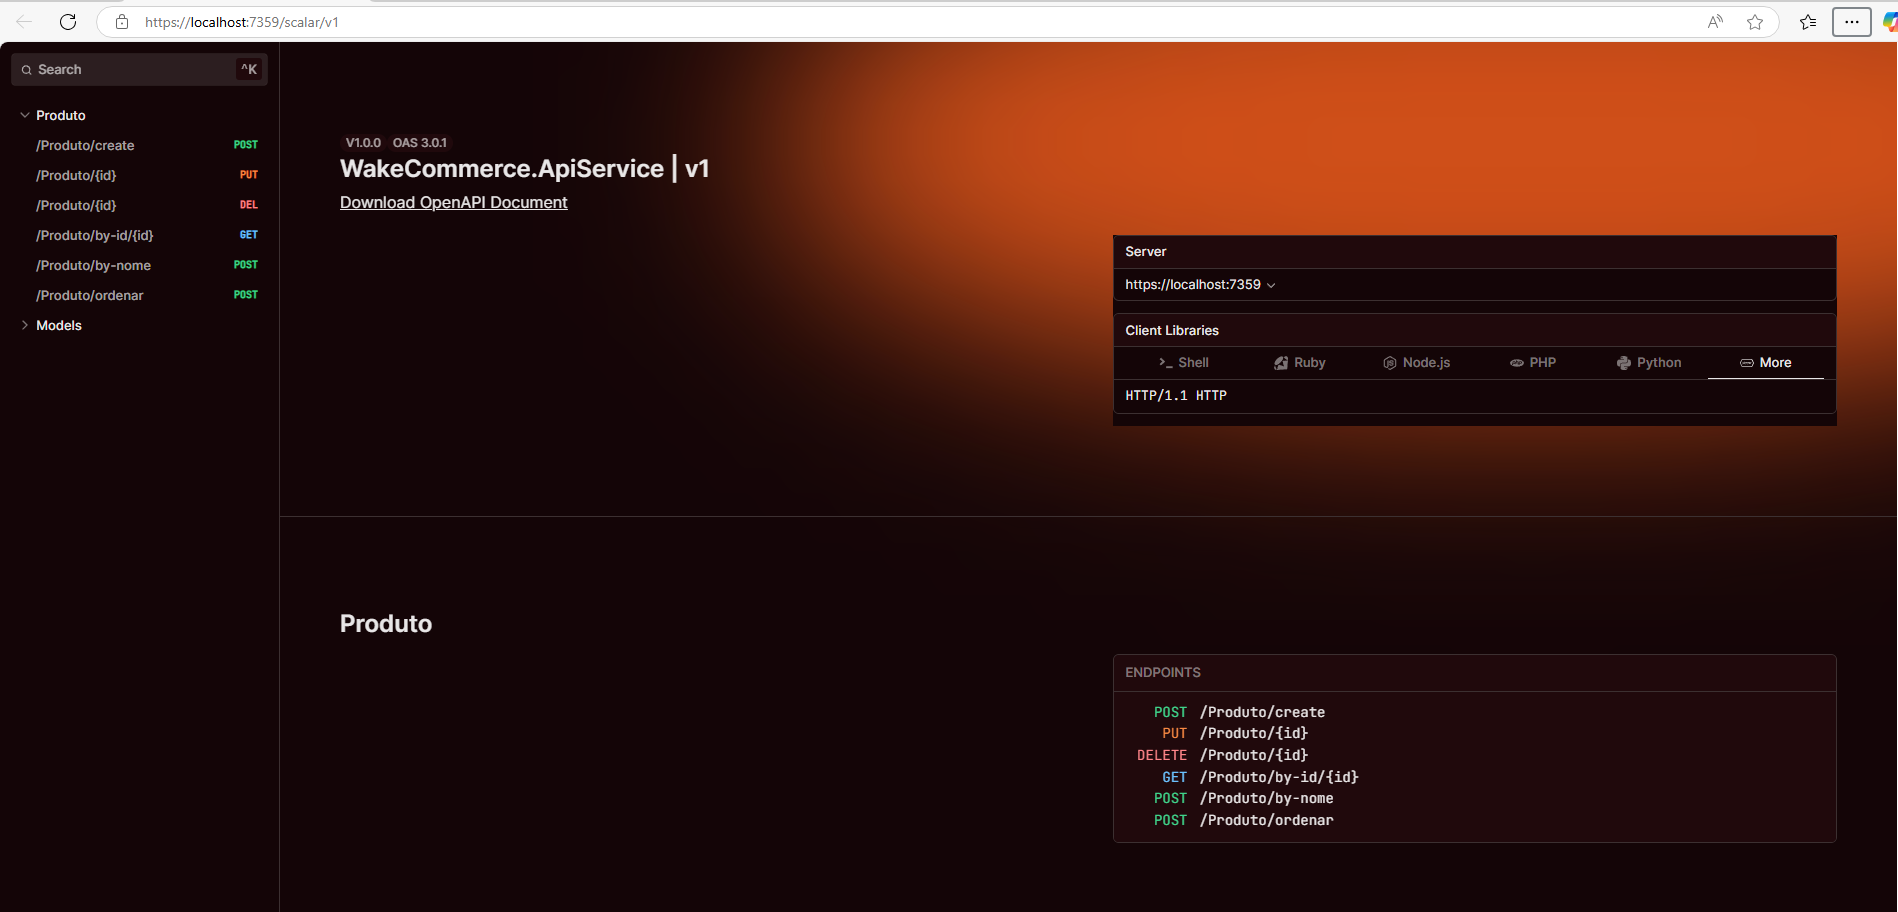 https://localhost:7359/scalar/v1
Search ^K
Produto
/Produto/create POST
/Produto/{id} PUT
/Produto/{id} DEL
/Produto/by-id/{id} GET
/Produto/by-nome POST
/Produto/ordenar POST
Models
V1.0.0 OAS 3.0.1
WakeCommerce.ApiService | v1
Download OpenAPI Document
Server
https://localhost:7359
Client Libraries
Shell Ruby Node.js PHP Python More
HTTP/1.1 HTTP
Produto
ENDPOINTS
POST /Produto/create
PUT /Produto/{id}
DELETE /Produto/{id}
GET /Produto/by-id/{id}
POST /Produto/by-nome
POST /Produto/ordenar